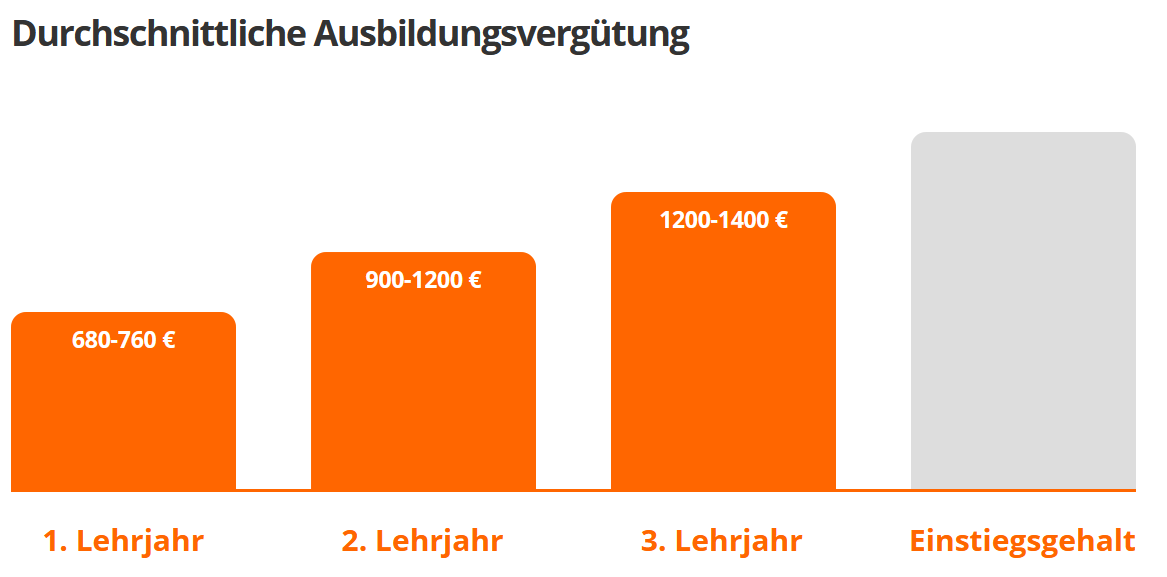 Durchschnittliche Ausbildungsvergütung
1200-1400 €
900-1200 €
680-760 €
1. Lehrjahr 2. Lehrjahr 3. Lehrjahr Einstiegsgehalt